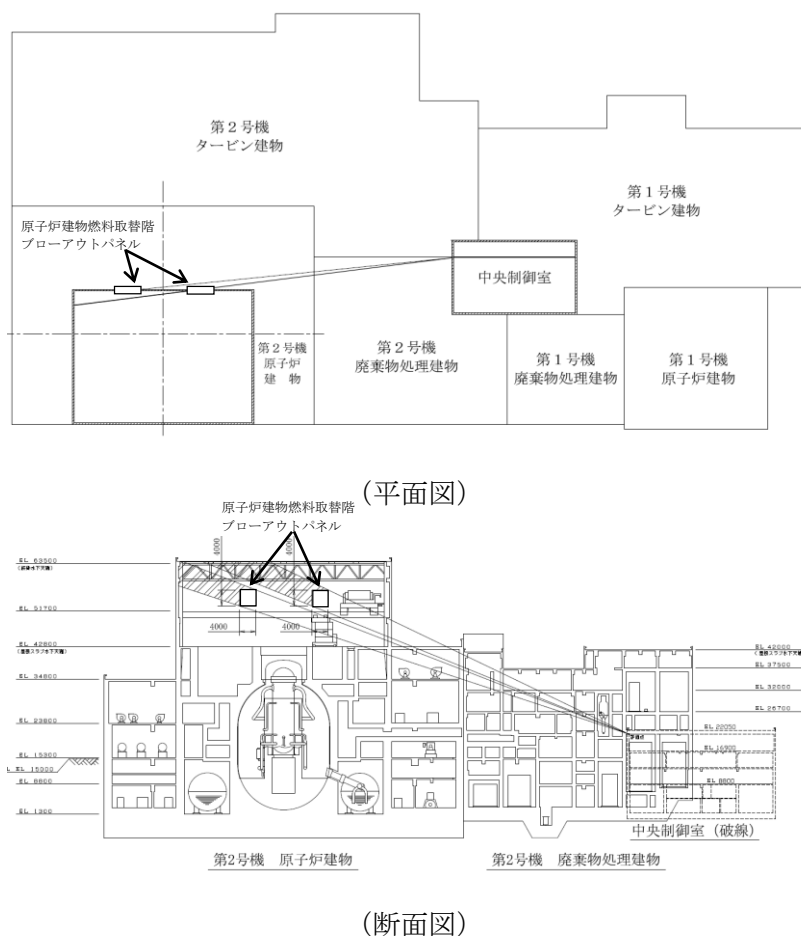 第２号機
タービン建物
第１号機
タービン建物
原子炉建物燃料取替階
ブローアウトパネル
中央制御室
第２号機
原子炉
建　物
第２号機
廃棄物処理建物
第１号機
廃棄物処理建物
第１号機
原子炉建物
（平面図）
原子炉建物燃料取替階
ブローアウトパネル
4000
4000
EL 63500
EL 51700
4000
4000
EL 42800
EL 34800
EL 23800
EL 15300
EL 15000
EL 8800
EL 1300
EL 42000
EL 37500
EL 32000
EL 26700
EL 22050
EL 16900
EL 8800
中央制御室（破線）
第2号機　原子炉建物
第2号機　廃棄物処理建物
（断面図）